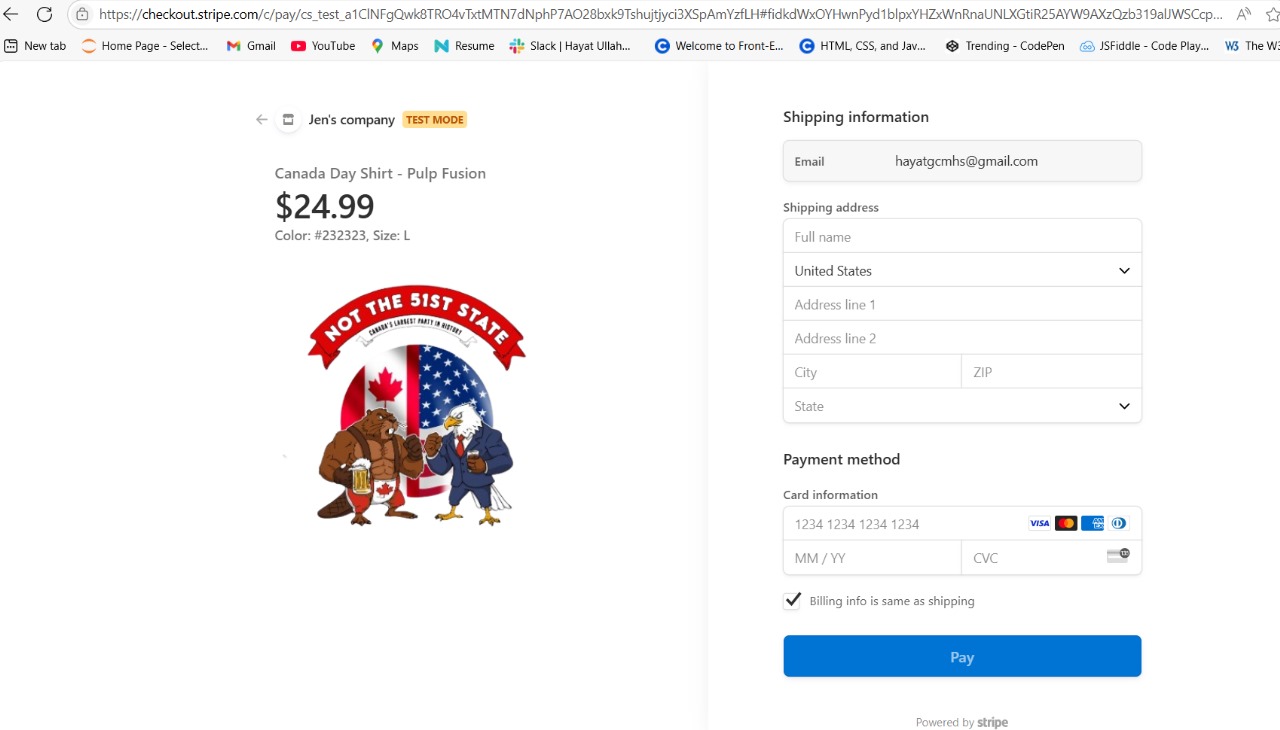 https://checkout.stripe.com/c/pay/cs_test_a1ClNFgQwk8TRO4vTxtMTN7dNphP7AO28bxk9Tshujtjyci3XSpAmYzfLH#fidkdWxOYHwnPyd1blpxYHZxWnRnaUNLXGtiR25AYW9AXzQzb319alJWSCcp...
New tab Home Page - Select... Gmail YouTube Maps Resume Slack | Hayat Ullah... Welcome to Front-E... HTML, CSS, and Jav... Trending - CodePen JSFiddle - Code Play... W3 The W3
Jen's company TEST MODE
Canada Day Shirt - Pulp Fusion
$24.99
Color: #232323, Size: L
NOT THE 51ST STATE
CANADA'S LARGEST PARTY IN HISTORY
Shipping information
Email hayatgcmhs@gmail.com
Shipping address
Full name
United States
Address line 1
Address line 2
City ZIP
State
Payment method
Card information
1234 1234 1234 1234 VISA
MM / YY CVC
Billing info is same as shipping
Pay
Powered by stripe